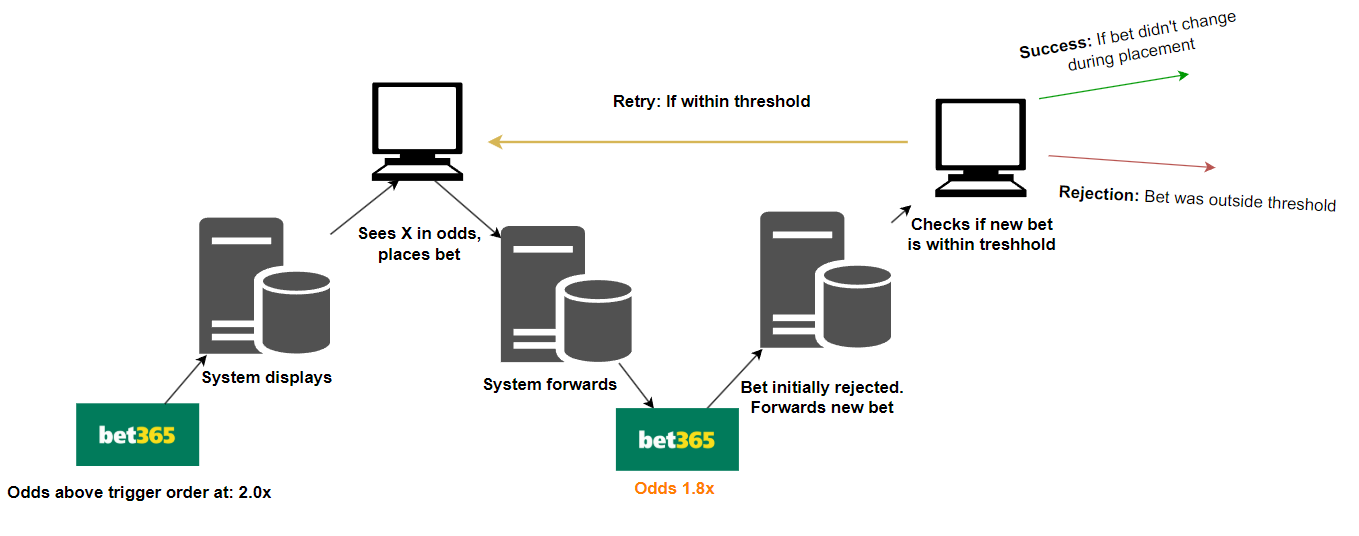 Success: If bet didn't change
during placement
Retry: If within threshold
Rejection: Bet was outside threshold
Checks if new bet
is within treshhold
Sees X in odds,
places bet
System displays
System forwards
Bet initially rejected.
Forwards new bet
bet365
bet365
Odds above trigger order at: 2.0x
Odds 1.8x